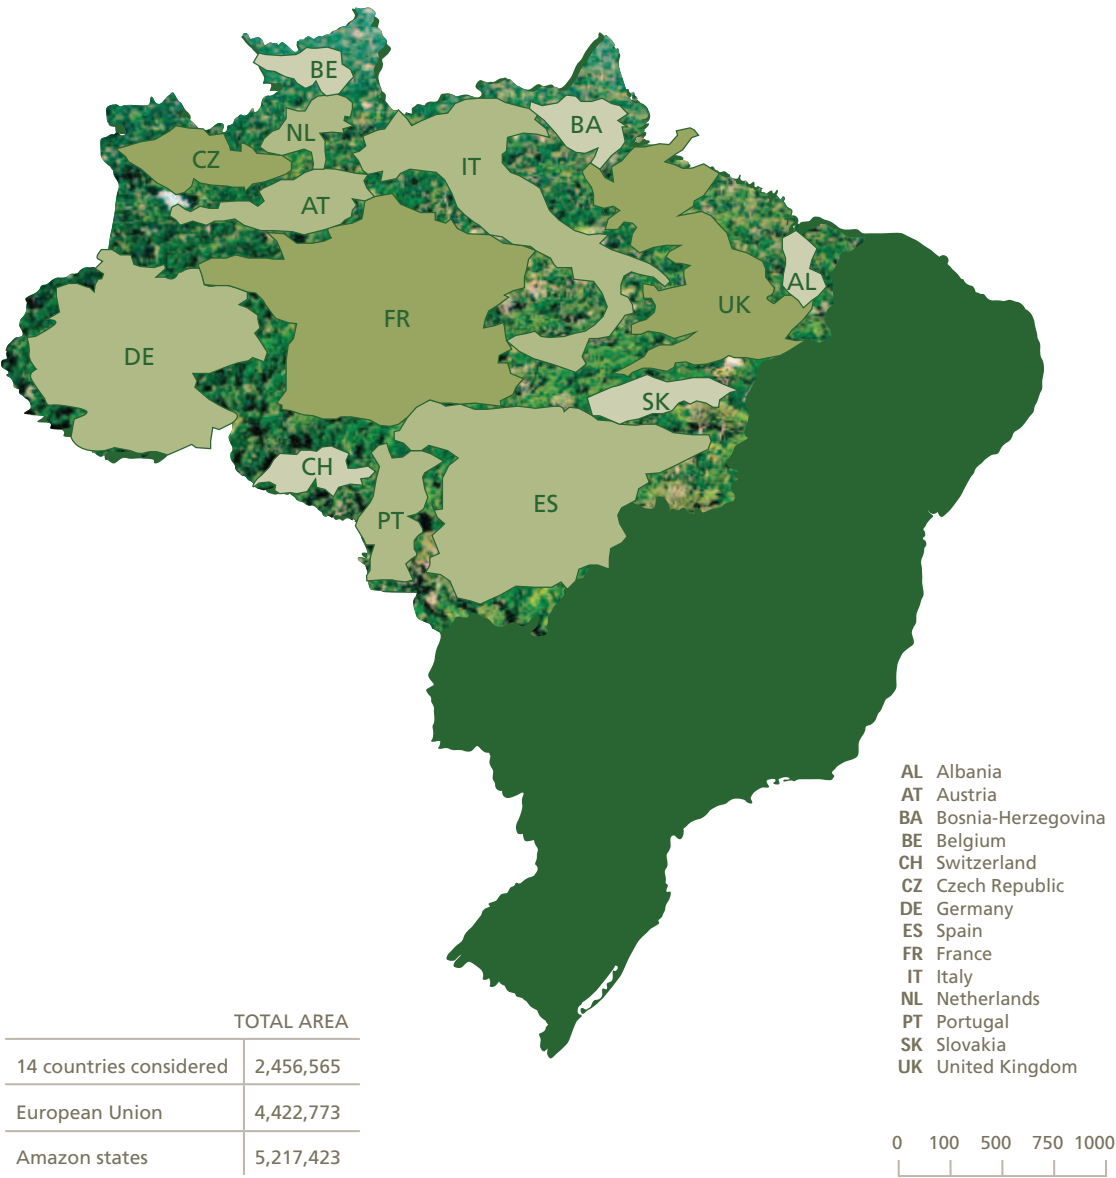 BE
NL
BA
CZ
IT
AT
AL
UK
FR
DE
SK
CH
ES
PT
AL Albania
AT Austria
BA Bosnia-Herzegovina
BE Belgium
CH Switzerland
CZ Czech Republic
DE Germany
ES Spain
FR France
IT Italy
NL Netherlands
PT Portugal
SK Slovakia
UK United Kingdom
TOTAL AREA
14 countries considered 2,456,565
European Union 4,422,773
Amazon states 5,217,423
0 100 500 750 1000